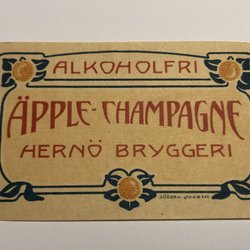 ALKOHOLFRI
ÄPPLE-CHAMPAGNE
HERNÖ BRYGGERI